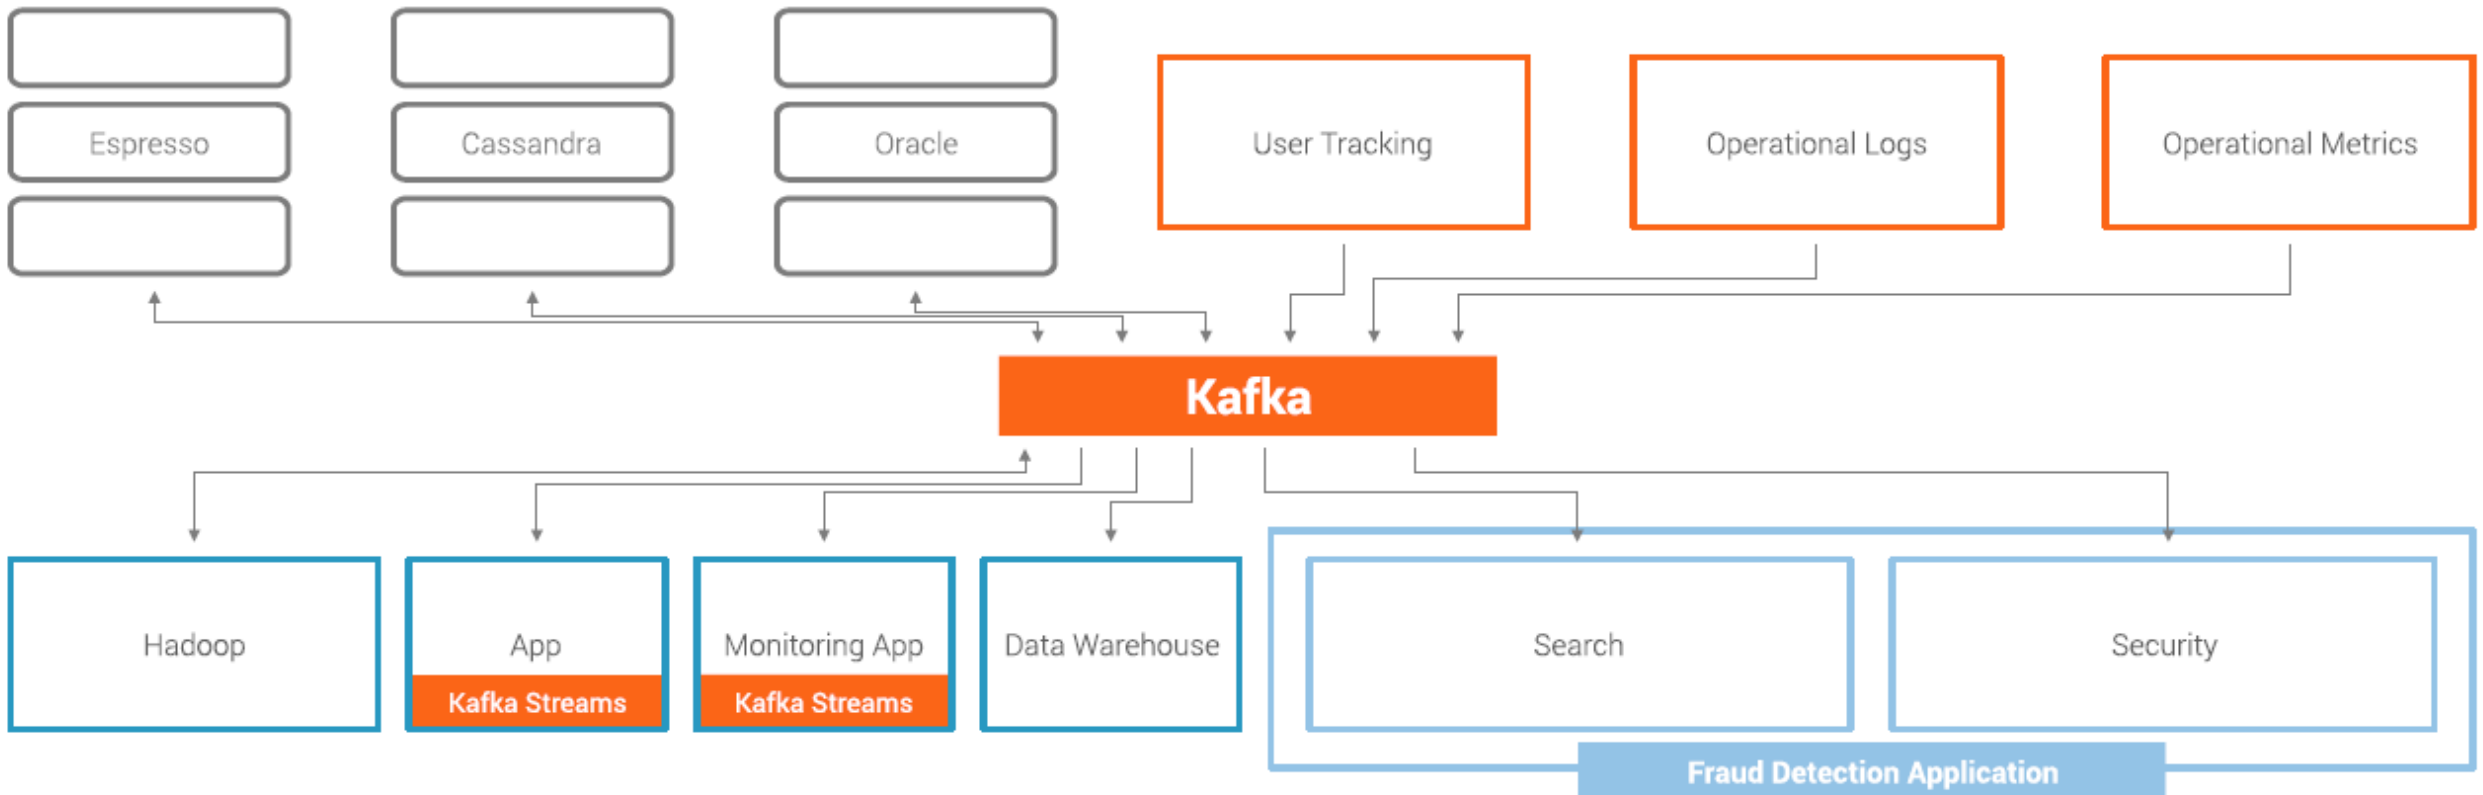 Espresso
Cassandra
Oracle
User Tracking
Operational Logs
Operational Metrics
Kafka
Hadoop
App
Kafka Streams
Monitoring App
Kafka Streams
Data Warehouse
Search
Security
Fraud Detection Application